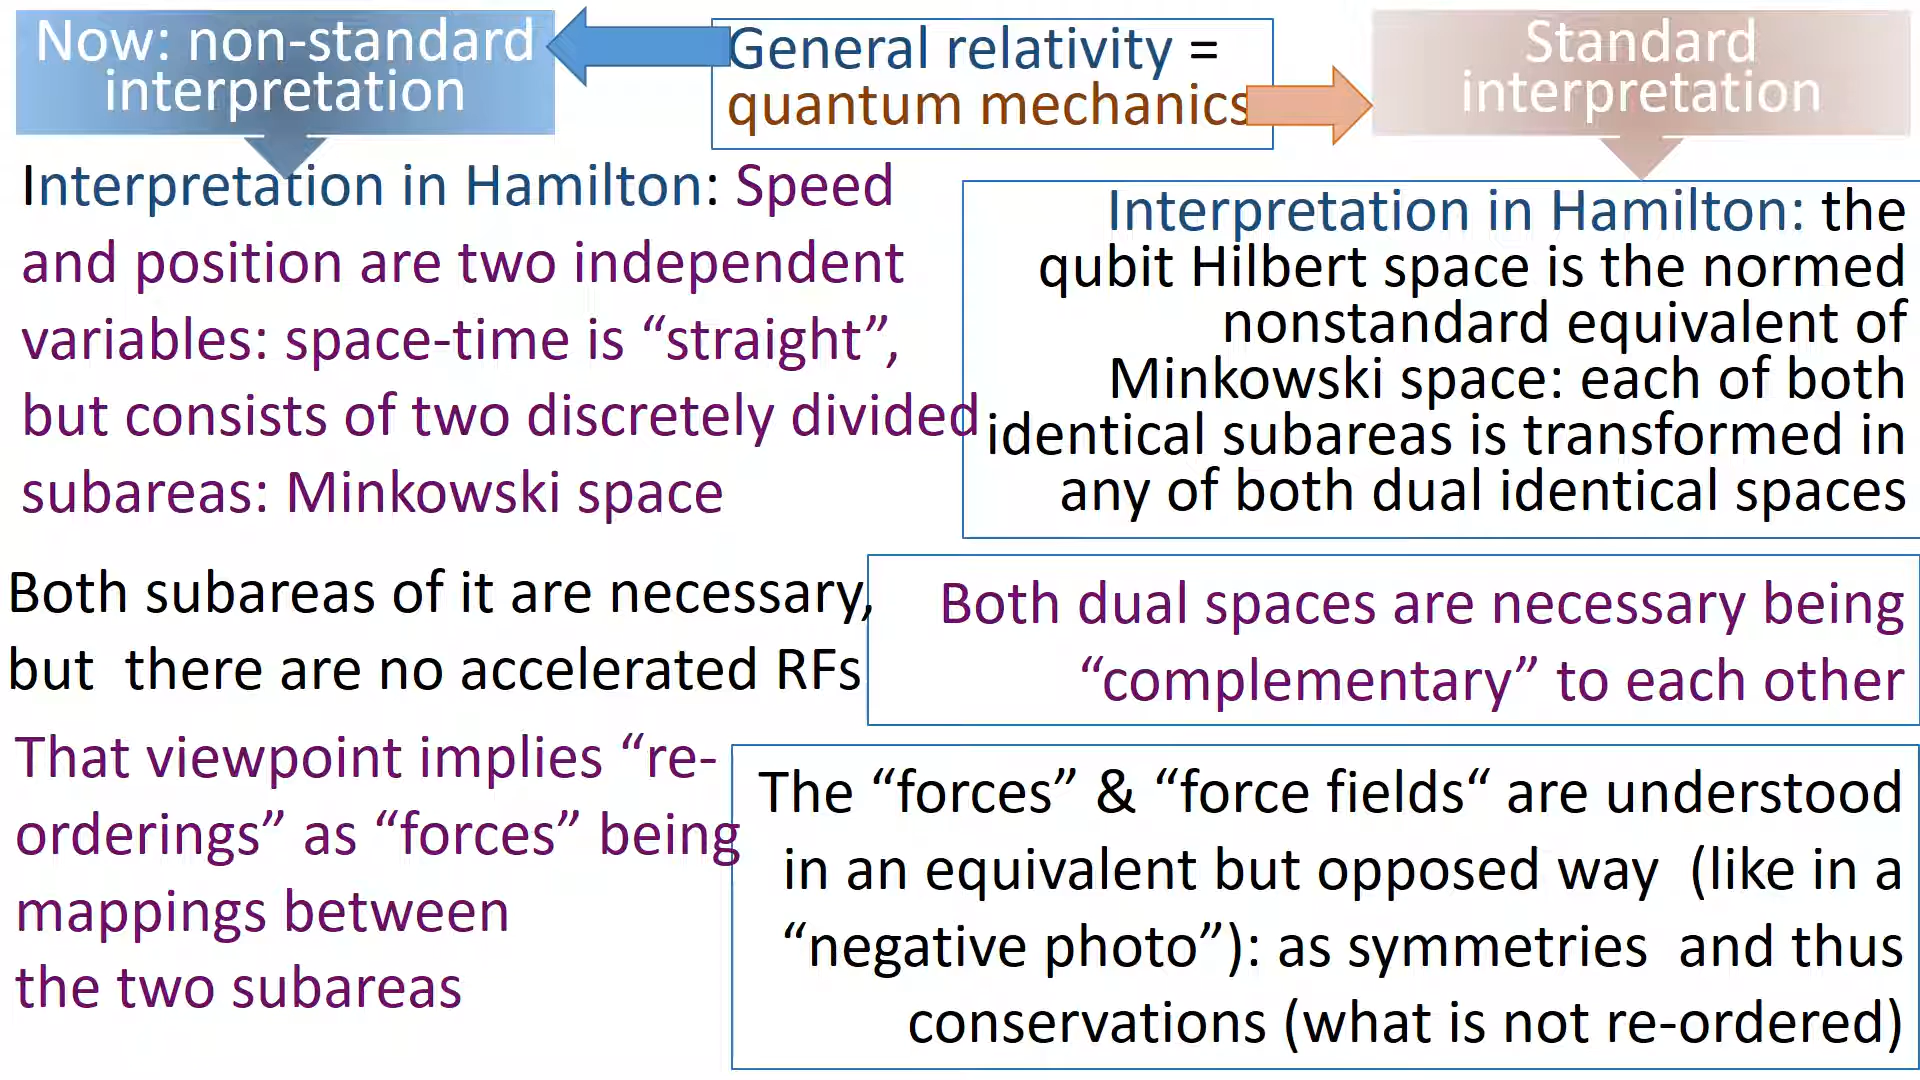 Now: non-standard
interpretation
General relativity =
quantum mechanics
Standard
interpretation
Interpretation in Hamilton: Speed
and position are two independent
variables: space-time is “straight”,
but consists of two discretely divided
subareas: Minkowski space
Interpretation in Hamilton: the
qubit Hilbert space is the normed
nonstandard equivalent of
Minkowski space: each of both
identical subareas is transformed in
any of both dual identical spaces
Both subareas of it are necessary,
but there are no accelerated RFs
Both dual spaces are necessary being
“complementary” to each other
That viewpoint implies “re-
orderings” as “forces” being
mappings between
the two subareas
The “forces” & “force fields“ are understood
in an equivalent but opposed way (like in a
“negative photo”): as symmetries and thus
conservations (what is not re-ordered)